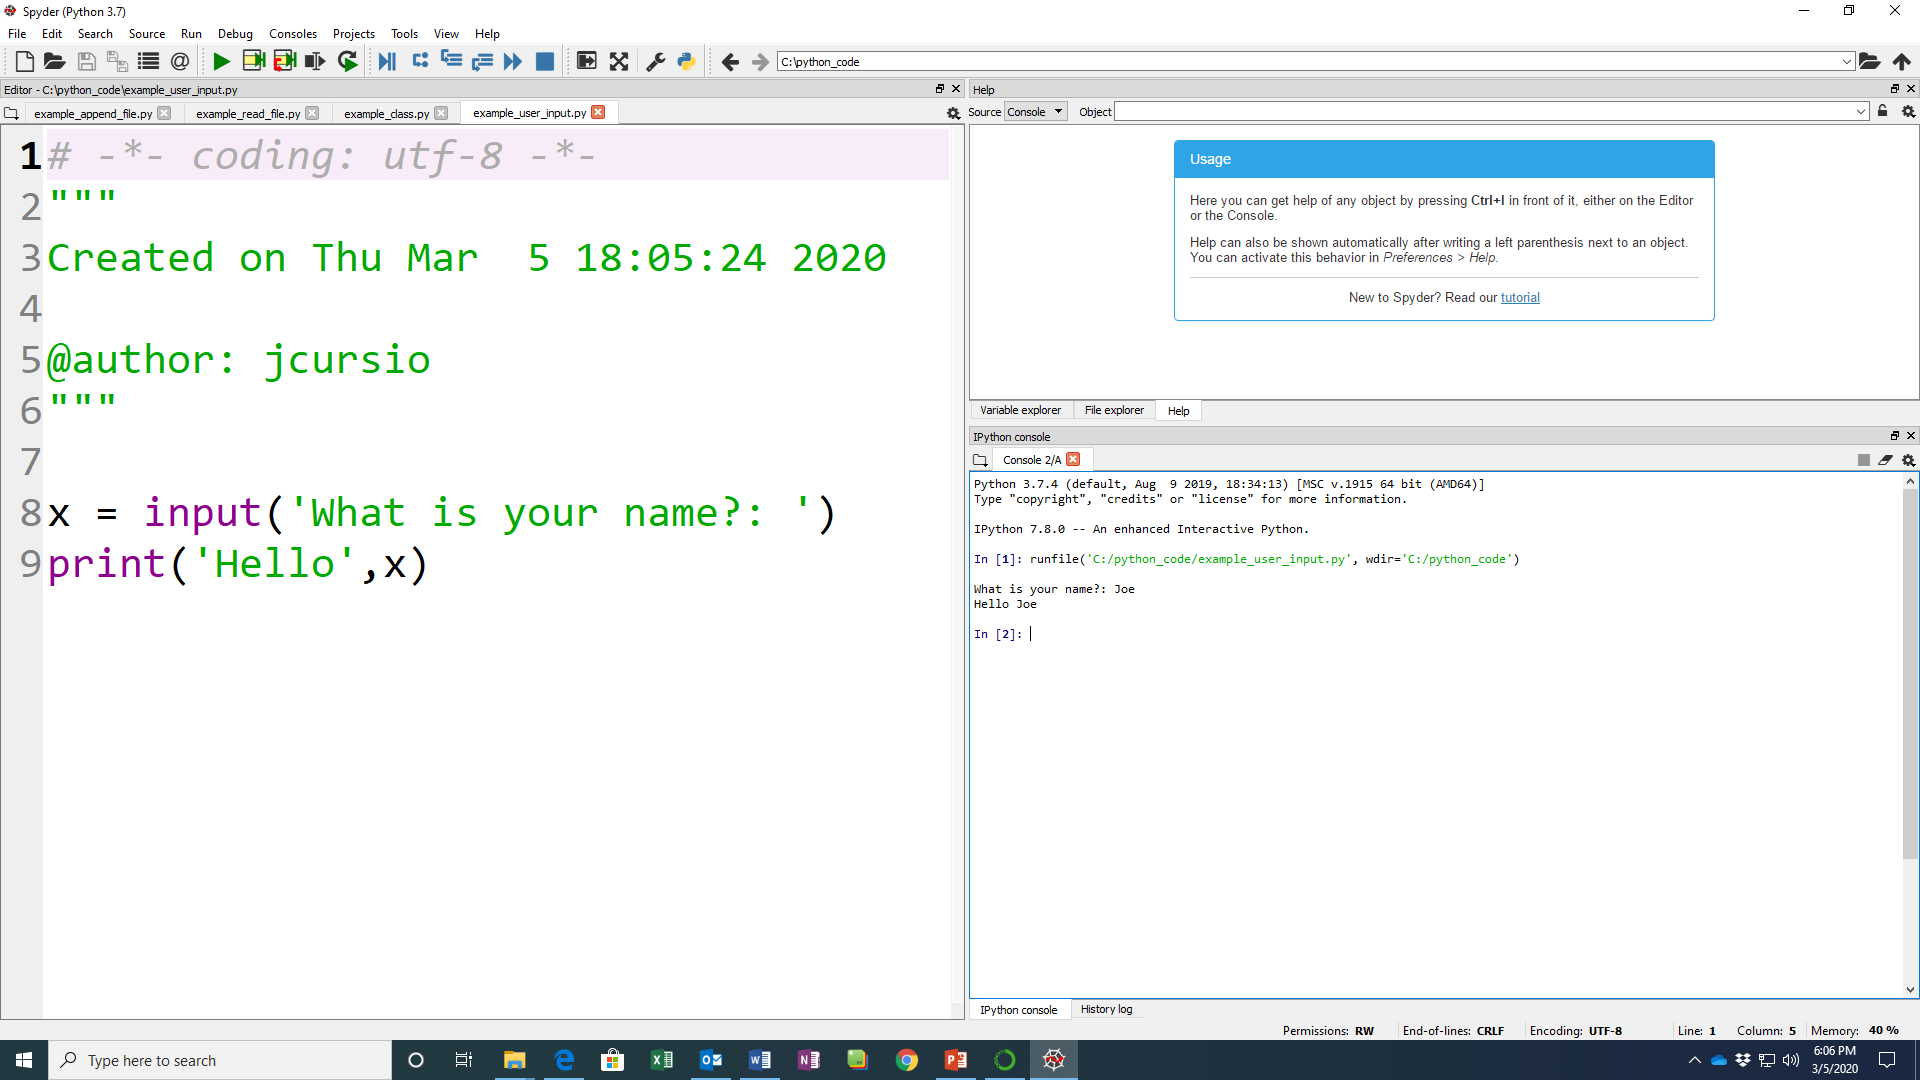 Spyder (Python 3.7)
File Edit Search Source Run Debug Consoles Projects Tools View Help
C:\python_code
Editor - C:\python_code\example_user_input.py
example_append_file.py example_read_file.py example_class.py example_user_input.py
1 # -*- coding: utf-8 -*-
2 """
3 Created on Thu Mar  5 18:05:24 2020
4
5 @author: jcursio
6 """
7
8 x = input('What is your name?: ')
9 print('Hello',x)
Help
Source Console Object
Usage
Here you can get help of any object by pressing Ctrl+I in front of it, either on the Editor
or the Console.
Help can also be shown automatically after writing a left parenthesis next to an object.
You can activate this behavior in Preferences > Help.
New to Spyder? Read our tutorial
Variable explorer File explorer Help
IPython console
Console 2/A
Python 3.7.4 (default, Aug  9 2019, 18:34:13) [MSC v.1915 64 bit (AMD64)]
Type "copyright", "credits" or "license" for more information.
IPython 7.8.0 -- An enhanced Interactive Python.
In [1]: runfile('C:/python_code/example_user_input.py', wdir='C:/python_code')
What is your name?: Joe
Hello Joe
In [2]:
IPython console History log
Permissions: RW End-of-lines: CRLF Encoding: UTF-8 Line: 1 Column: 5 Memory: 40 %
Type here to search
6:06 PM
3/5/2020